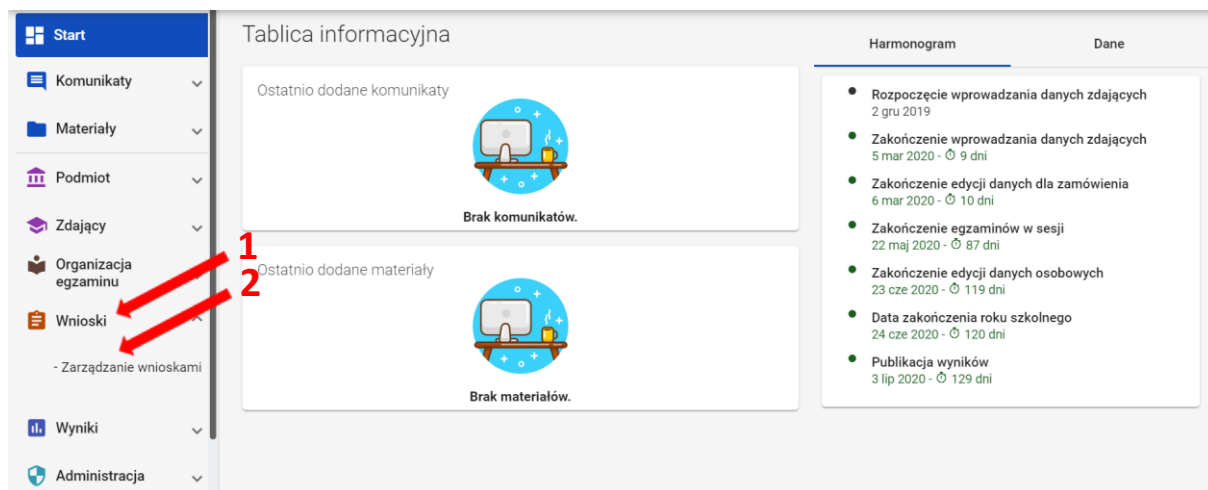 Start
Komunikaty
Materiały
Podmiot
Zdający
Organizacja
egzaminu
Wnioski
- Zarządzanie wnioskami
Wyniki
Administracja
1
2
Tablica informacyjna
Ostatnio dodane komunikaty
Brak komunikatów.
Ostatnio dodane materiały
Brak materiałów.
Harmonogram
Dane
Rozpoczęcie wprowadzania danych zdających
2 gru 2019
Zakończenie wprowadzania danych zdających
5 mar 2020 - 9 dni
Zakończenie edycji danych dla zamówienia
6 mar 2020 - 10 dni
Zakończenie egzaminów w sesji
22 maj 2020 - 87 dni
Zakończenie edycji danych osobowych
23 cze 2020 - 119 dni
Data zakończenia roku szkolnego
24 cze 2020 - 120 dni
Publikacja wyników
3 lip 2020 - 129 dni